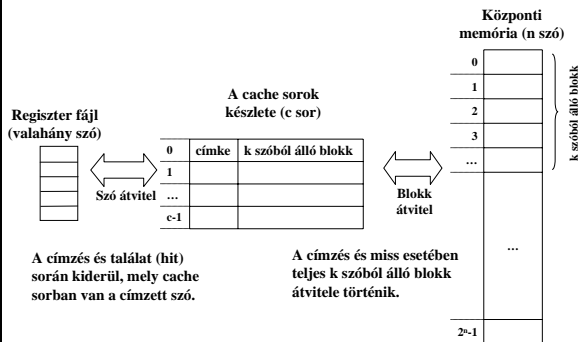 Központi
memória (n szó)
0
1
2
3
...
...
2ⁿ-1
k szóból álló blokk
A cache sorok
készlete (c sor)
0 címke k szóból álló blokk
1
...
c-1
Regiszter fájl
(valahány szó)
Szó átvitel
Blokk
átvitel
A címzés és találat (hit)
során kiderül, mely cache
sorban van a címzett szó.
A címzés és miss esetében
teljes k szóból álló blokk
átvitele történik.